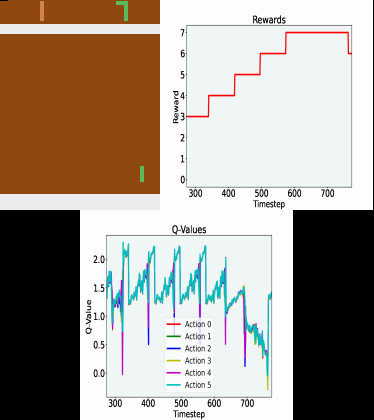 Rewards
7
6
5
4
3
2
1
0
Reward
300 400 500 600 700
Timestep
Q-Values
2.0
1.5
1.0
0.5
0.0
Q-Value
Action 0
Action 1
Action 2
Action 3
Action 4
Action 5
300 400 500 600 700
Timestep